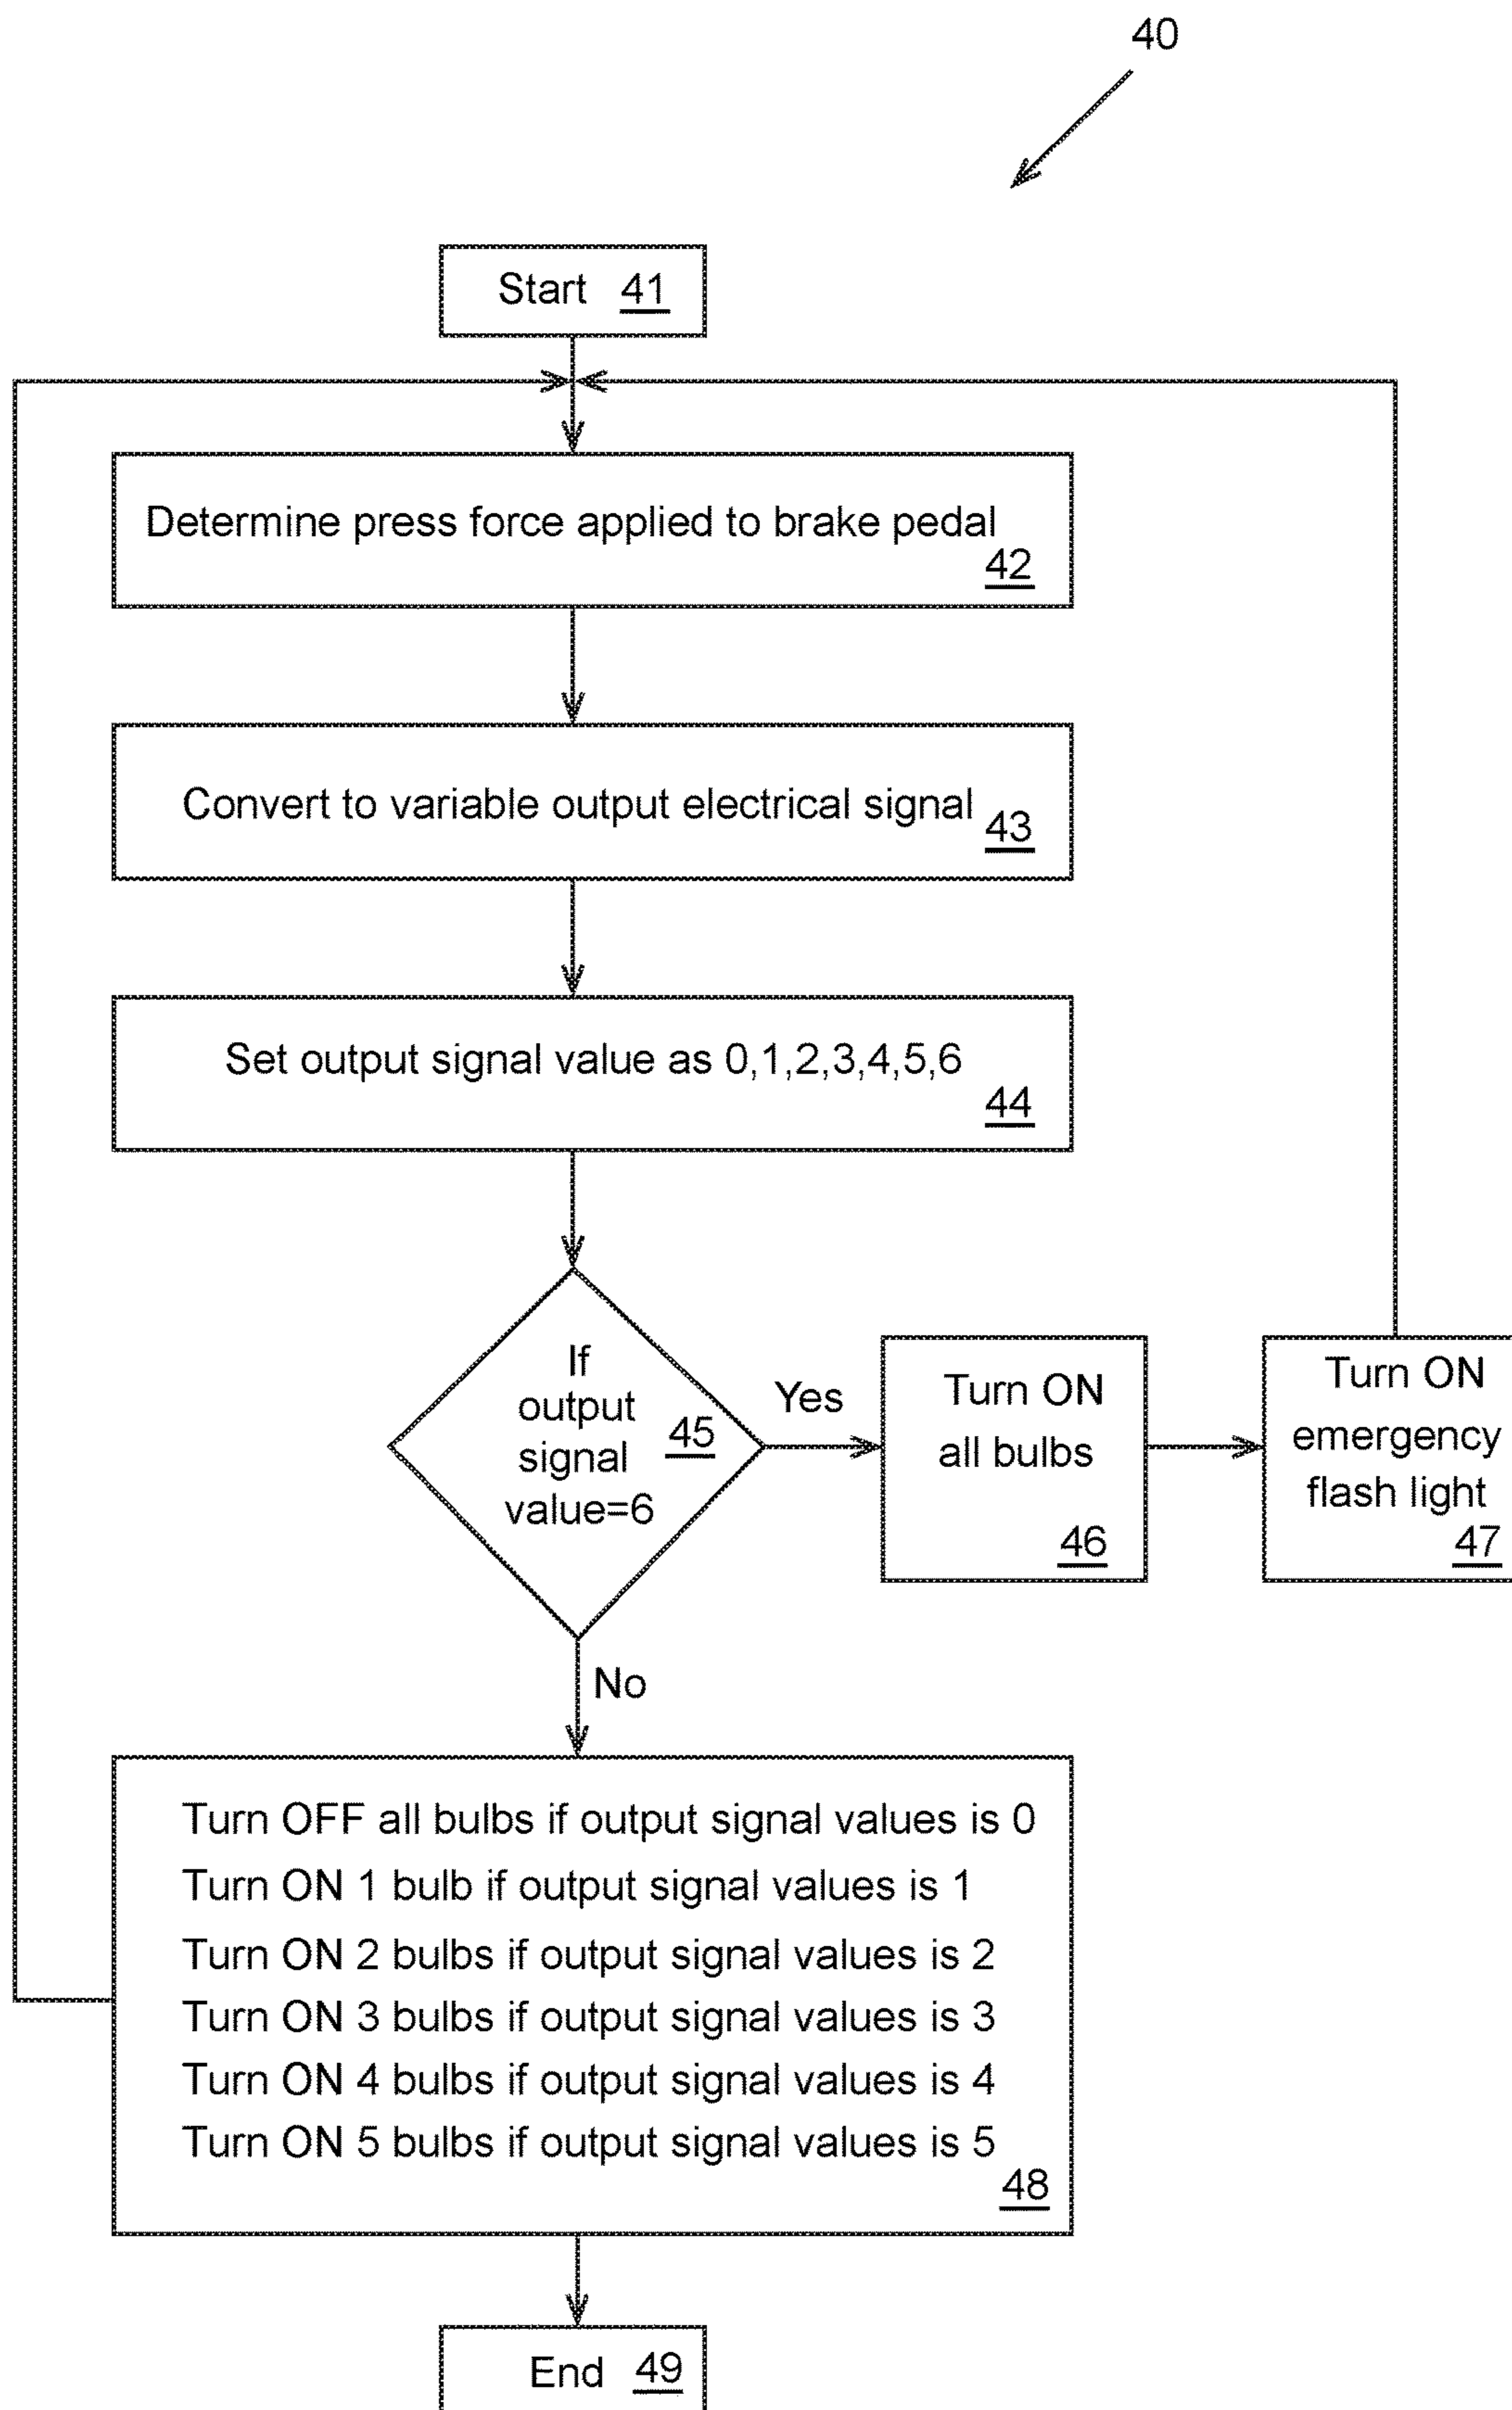 40
Start 41
Determine press force applied to brake pedal
42
Convert to variable output electrical signal
43
Set output signal value as 0,1,2,3,4,5,6
44
If
output
signal
value=6
45
Yes
Turn ON
all bulbs
46
Turn ON
emergency
flash light
47
No
Turn OFF all bulbs if output signal values is 0
Turn ON 1 bulb if output signal values is 1
Turn ON 2 bulbs if output signal values is 2
Turn ON 3 bulbs if output signal values is 3
Turn ON 4 bulbs if output signal values is 4
Turn ON 5 bulbs if output signal values is 5
48
End 49